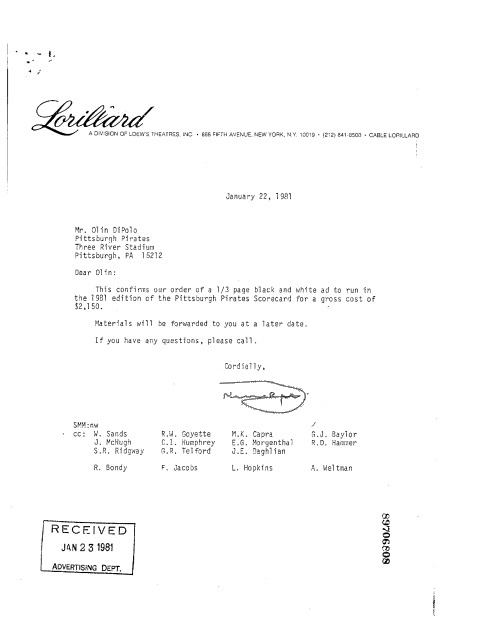 Lorillard
A DIVISION OF LOEW'S THEATRES, INC. • 666 FIFTH AVENUE, NEW YORK, N.Y. 10019 • (212) 841-8503 • CABLE LORILLARD
January 22, 1981
Mr. Olin DiPolo
Pittsburgh Pirates
Three River Stadium
Pittsburgh, PA 15212
Dear Olin:
This confirms our order of a 1/3 page black and white ad to run in
the 1981 edition of the Pittsburgh Pirates Scorecard for a gross cost of
$2,150.
Materials will be forwarded to you at a later date.
If you have any questions, please call.
Cordially,
SMM:nw
cc: W. Sands R.W. Goyette M.K. Capra G.J. Baylor
J. McHugh C.I. Humphrey E.G. Morgenthal R.D. Hammer
S.R. Ridgway G.R. Telford J.E. Daghlian
R. Bondy F. Jacobs L. Hopkins A. Weltman
RECEIVED
JAN 23 1981
ADVERTISING DEPT.
89706808